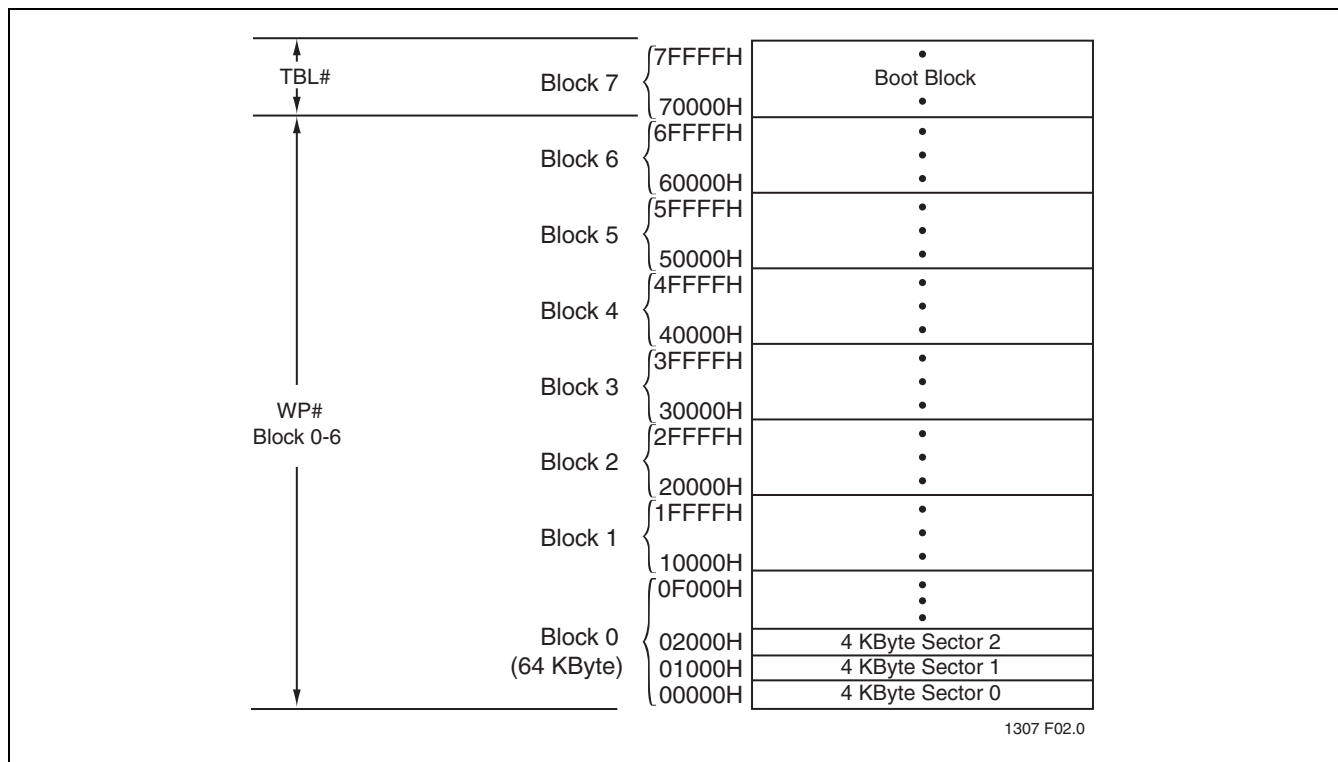 TBL#
Block 7
7FFFFH
Boot Block
70000H
6FFFFH
Block 6
60000H
5FFFFH
Block 5
50000H
4FFFFH
Block 4
40000H
3FFFFH
Block 3
30000H
WP#
Block 0-6
2FFFFH
Block 2
20000H
1FFFFH
Block 1
10000H
0F000H
Block 0
(64 KByte)
02000H 4 KByte Sector 2
01000H 4 KByte Sector 1
00000H 4 KByte Sector 0
1307 F02.0